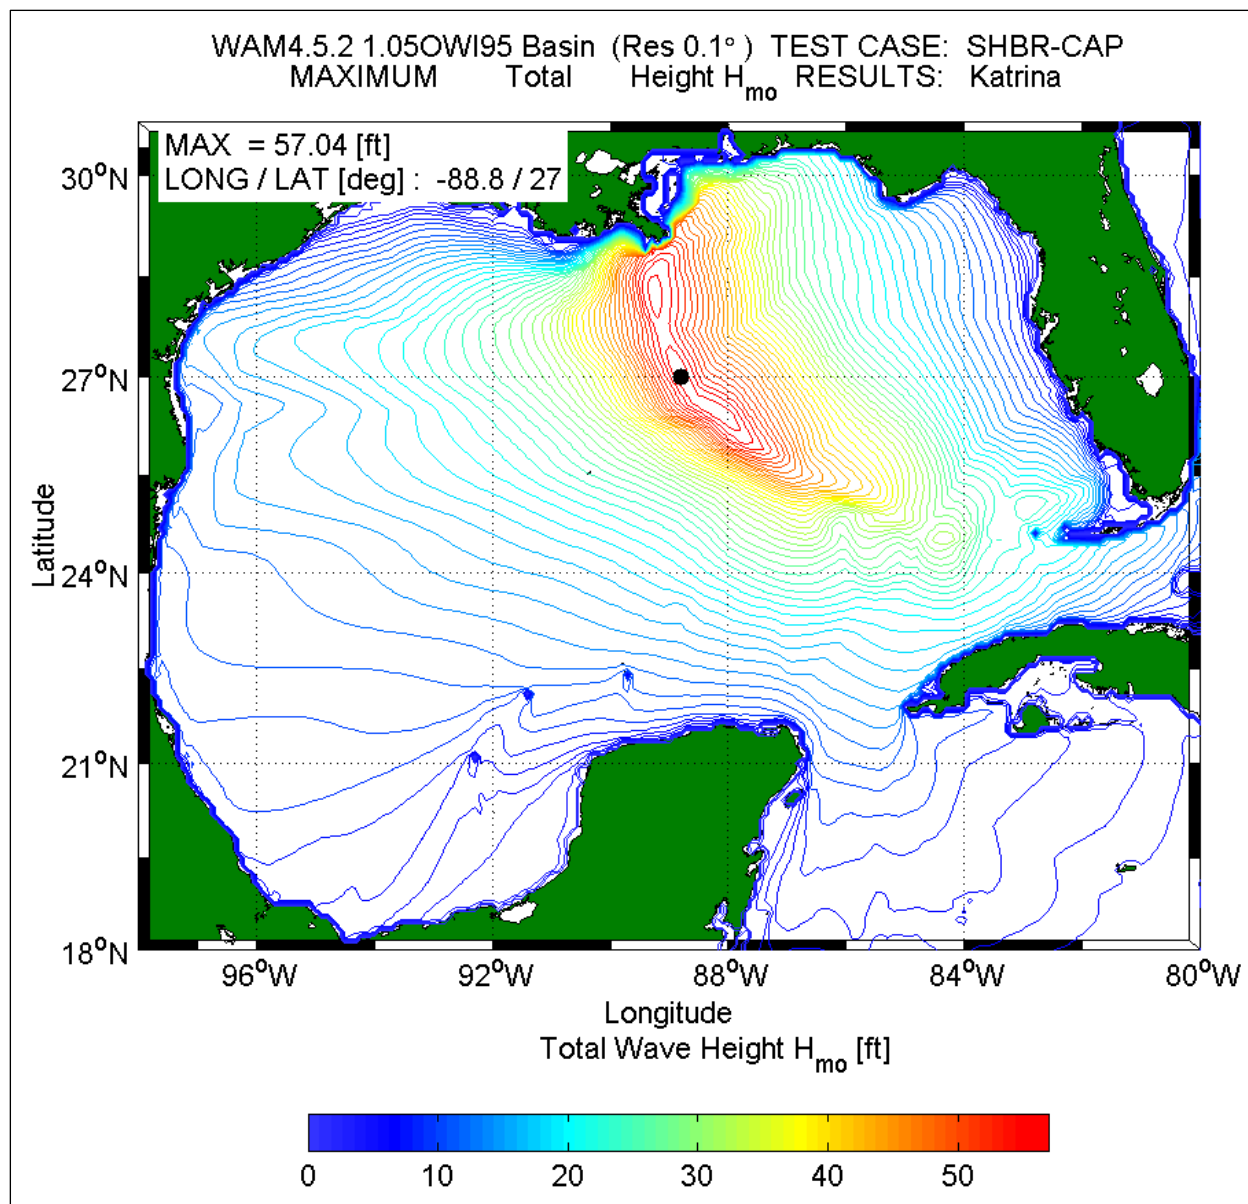 WAM4.5.2 1.05OWI95 Basin (Res 0.1° ) TEST CASE: SHBR-CAP
MAXIMUM Total Height Hmo RESULTS: Katrina
MAX = 57.04 [ft]
LONG / LAT [deg] : -88.8 / 27
30°N
27°N
24°N
21°N
18°N
Latitude
96°W 92°W 88°W 84°W 80°W
Longitude
Total Wave Height Hmo [ft]
0 10 20 30 40 50